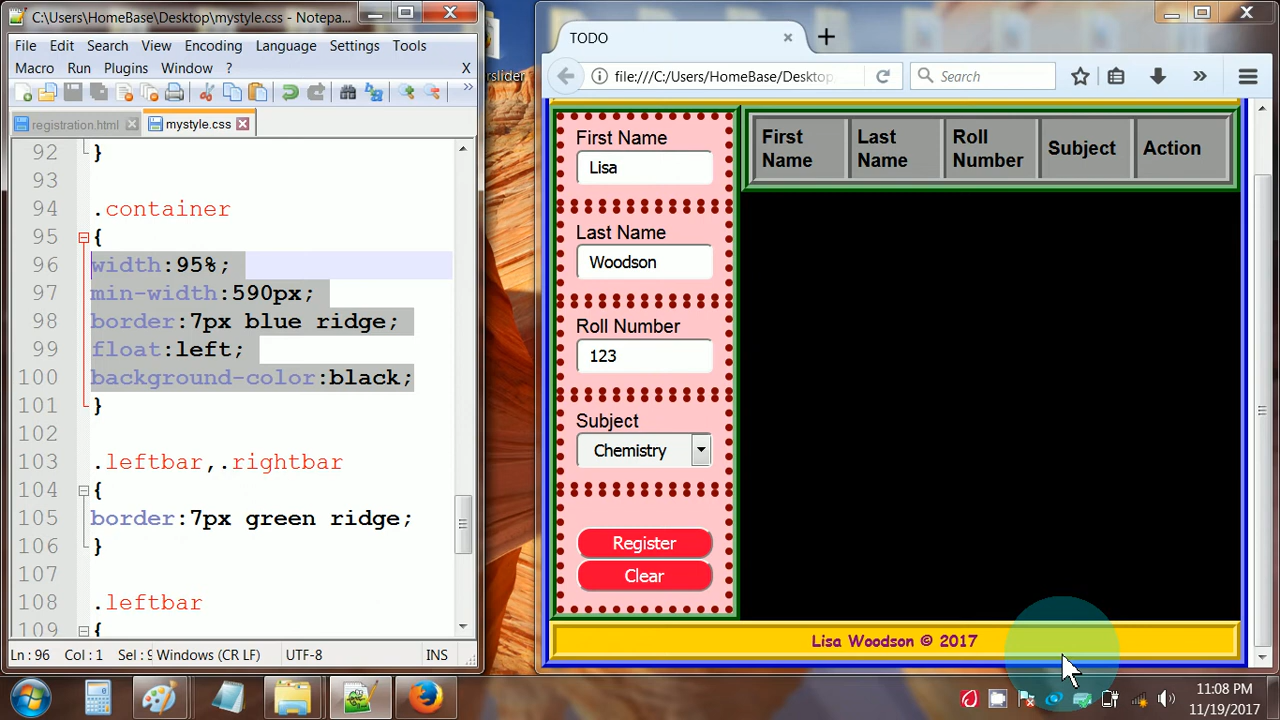 C:\Users\HomeBase\Desktop\mystyle.css - Notepa...
File Edit Search View Encoding Language Settings Tools
Macro Run Plugins Window ? X
registration.html mystyle.css
92 }
93
94 .container
95 {
96 width:95%;
97 min-width:590px;
98 border:7px blue ridge;
99 float:left;
100 background-color:black;
101 }
102
103 .leftbar,.rightbar
104 {
105 border:7px green ridge;
106 }
107
108 .leftbar
109 {
Ln : 96 Col : 1 Windows (CR LF) UTF-8 INS
TODO
file:///C:/Users/HomeBase/Desktop
Search
First Name
Lisa
Last Name
Woodson
Roll Number
123
Subject
Chemistry
Register
Clear
First Name
Last Name
Roll Number
Subject
Action
Lisa Woodson © 2017
11:08 PM
11/19/2017